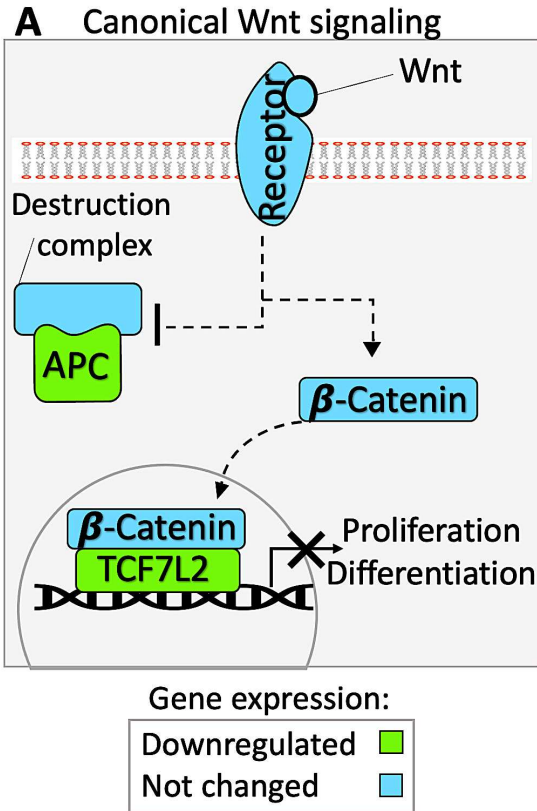 A Canonical Wnt signaling
Wnt
Receptor
Destruction
complex
APC
β-Catenin
β-Catenin
TCF7L2
Proliferation
Differentiation
Gene expression:
Downregulated
Not changed